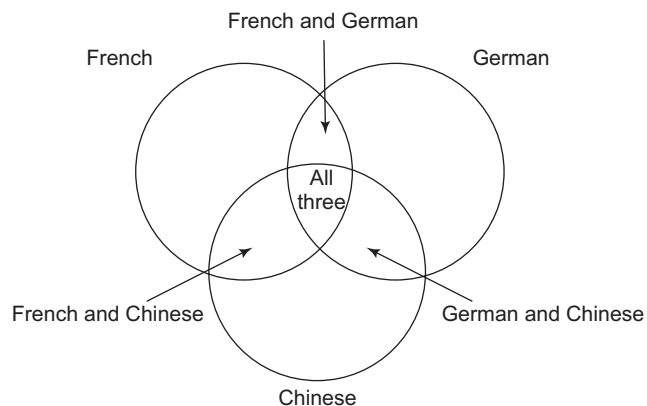 French and German
French
German
All
three
French and Chinese
German and Chinese
Chinese